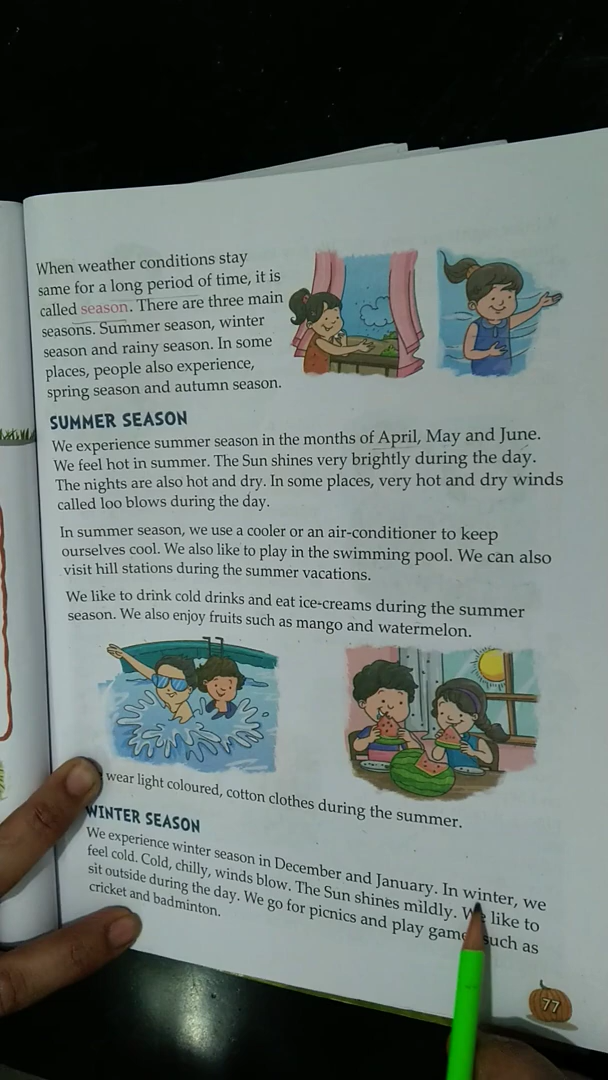 When weather conditions stay
same for a long period of time, it is
called season. There are three main
seasons. Summer season, winter
season and rainy season. In some
places, people also experience,
spring season and autumn season.
SUMMER SEASON
We experience summer season in the months of April, May and June.
We feel hot in summer. The Sun shines very brightly during the day.
The nights are also hot and dry. In some places, very hot and dry winds
called loo blows during the day.
In summer season, we use a cooler or an air-conditioner to keep
ourselves cool. We also like to play in the swimming pool. We can also
visit hill stations during the summer vacations.
We like to drink cold drinks and eat ice-creams during the summer
season. We also enjoy fruits such as mango and watermelon.
wear light coloured, cotton clothes during the summer.
WINTER SEASON
We experience winter season in December and January. In winter, we
feel cold. Cold, chilly, winds blow. The Sun shines mildly. We like to
sit outside during the day. We go for picnics and play games such as
cricket and badminton.
77